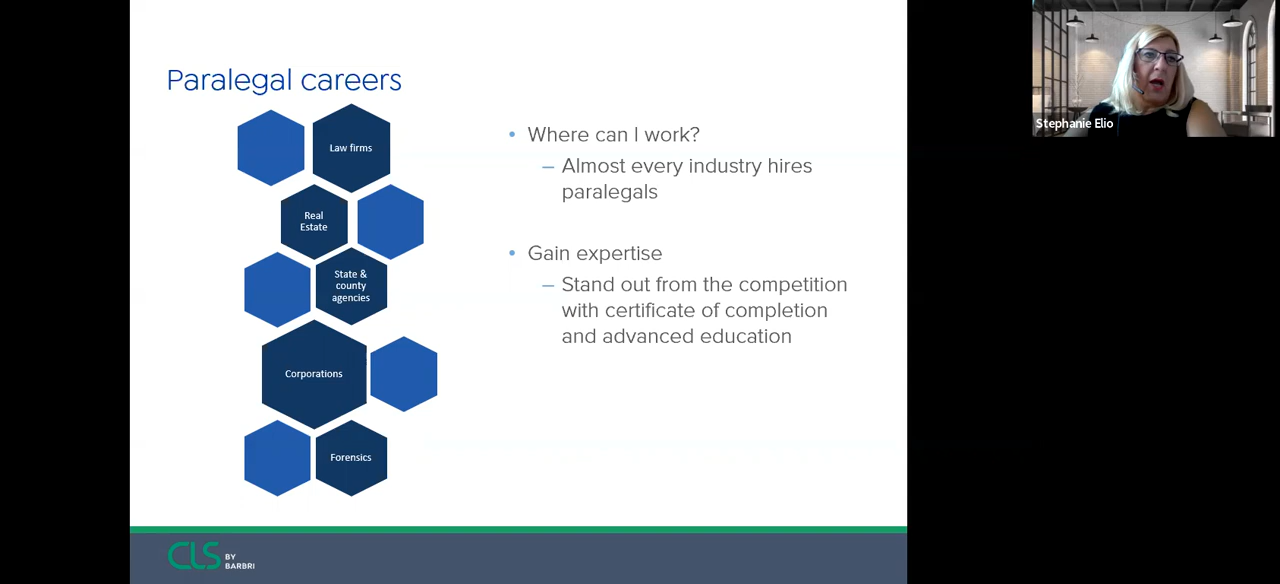 Paralegal careers
Law firms
Real
Estate
State &
county
agencies
Corporations
Forensics
• Where can I work?
– Almost every industry hires
paralegals
• Gain expertise
– Stand out from the competition
with certificate of completion
and advanced education
CLS BY
BARBRI
Stephanie Elio